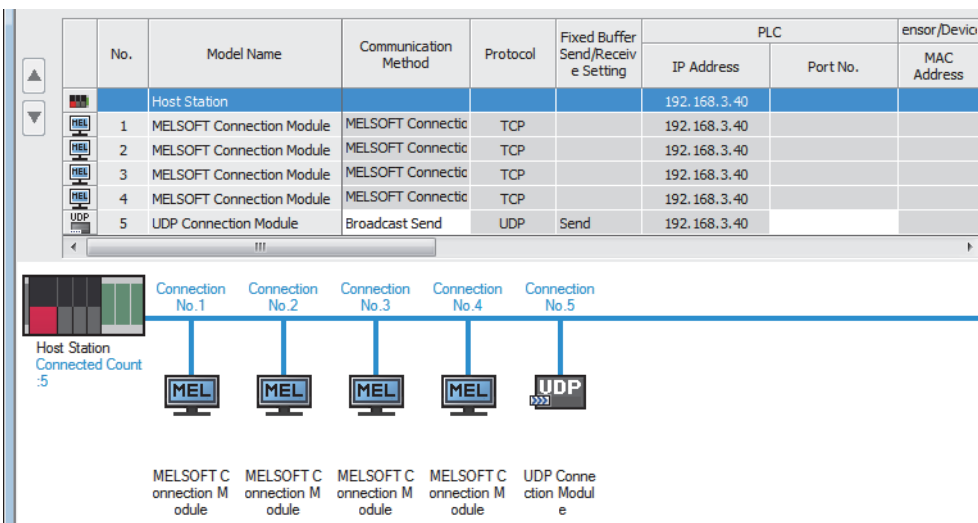 No.
Model Name
Communication
Method
Protocol
Fixed Buffer
Send/Receiv
e Setting
PLC
IP Address
Port No.
ensor/Devic
MAC
Address
Host Station 192.168.3.40
MEL 1 MELSOFT Connection Module MELSOFT Connectio TCP 192.168.3.40
MEL 2 MELSOFT Connection Module MELSOFT Connectio TCP 192.168.3.40
MEL 3 MELSOFT Connection Module MELSOFT Connectio TCP 192.168.3.40
MEL 4 MELSOFT Connection Module MELSOFT Connectio TCP 192.168.3.40
UDP 5 UDP Connection Module Broadcast Send UDP Send 192.168.3.40
Connection
No.1
Connection
No.2
Connection
No.3
Connection
No.4
Connection
No.5
Host Station
Connected Count
:5
MEL
MEL
MEL
MEL
UDP
MELSOFT C
onnection M
odule
MELSOFT C
onnection M
odule
MELSOFT C
onnection M
odule
MELSOFT C
onnection M
odule
UDP Conne
ction Modul
e